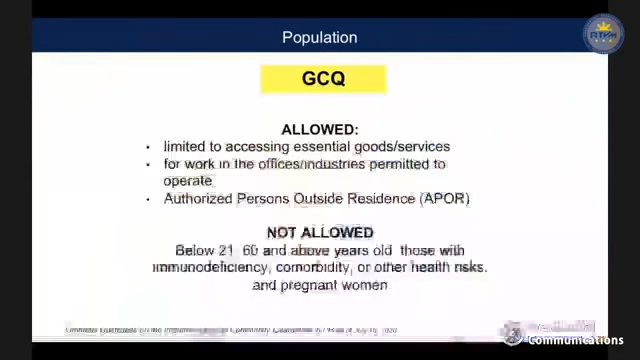 RTVM
Population
GCQ
ALLOWED:
• limited to accessing essential goods/services
• for work in the offices/industries permitted to
operate
• Authorized Persons Outside Residence (APOR)
NOT ALLOWED
Below 21 60 and above years old those with
immunodeficiency, comorbidity, or other health risks.
and pregnant women
Communications